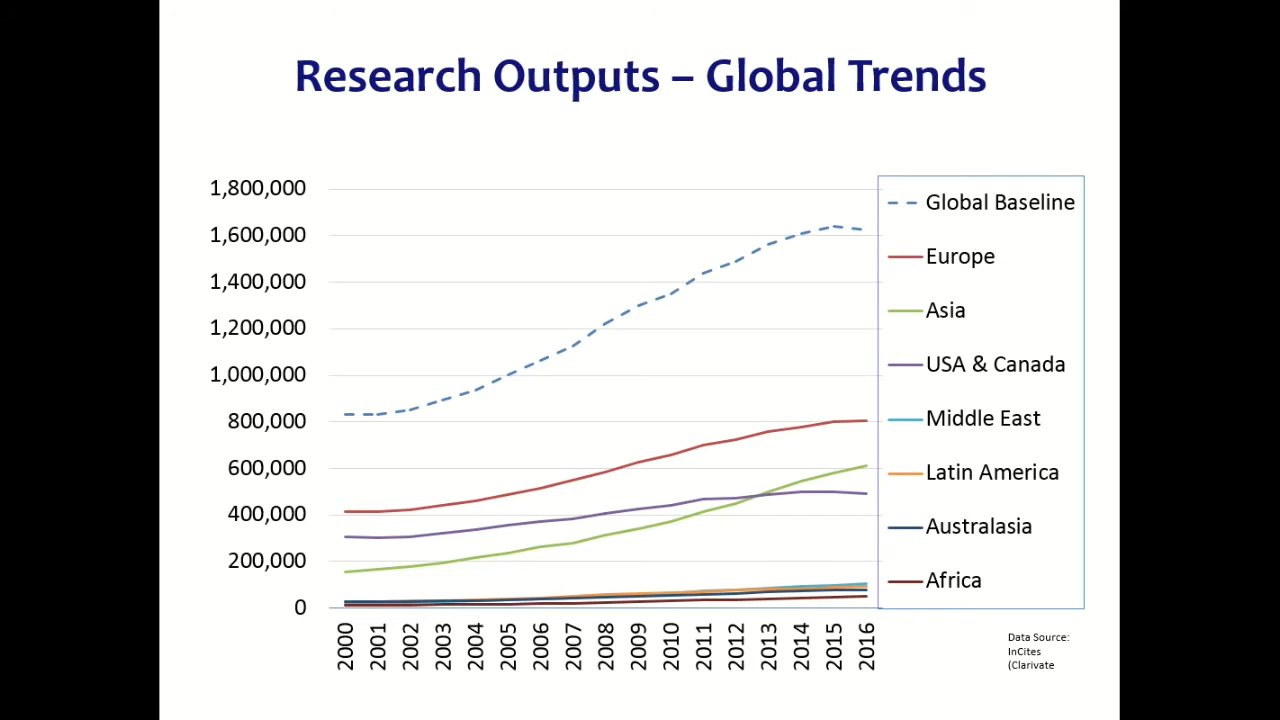 Research Outputs – Global Trends
1,800,000
1,600,000
1,400,000
1,200,000
1,000,000
800,000
600,000
400,000
200,000
0
2000
2001
2002
2003
2004
2005
2006
2007
2008
2009
2010
2011
2012
2013
2014
2015
2016
Global Baseline
Europe
Asia
USA & Canada
Middle East
Latin America
Australasia
Africa
Data Source:
InCites
(Clarivate